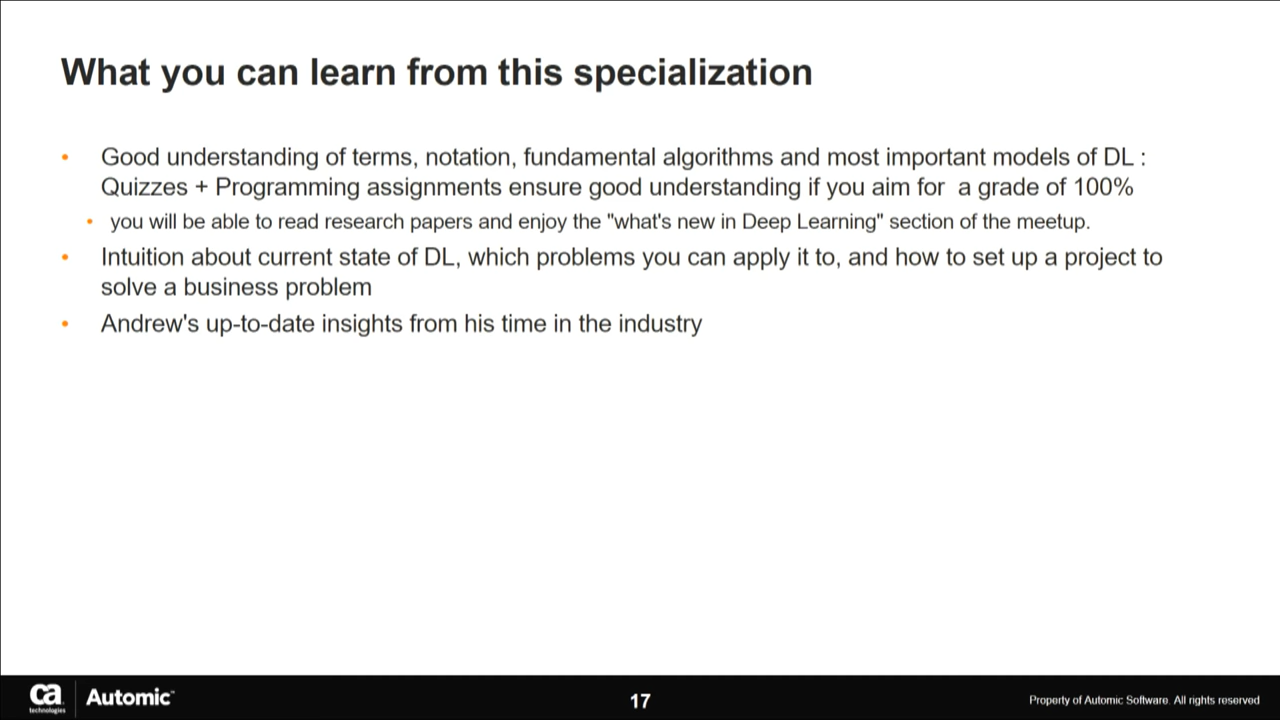 What you can learn from this specialization
• Good understanding of terms, notation, fundamental algorithms and most important models of DL :
Quizzes + Programming assignments ensure good understanding if you aim for  a grade of 100%
• you will be able to read research papers and enjoy the "what's new in Deep Learning" section of the meetup.
• Intuition about current state of DL, which problems you can apply it to, and how to set up a project to
solve a business problem
• Andrew's up-to-date insights from his time in the industry
ca
technologies
Automic™
17
Property of Automic Software. All rights reserved